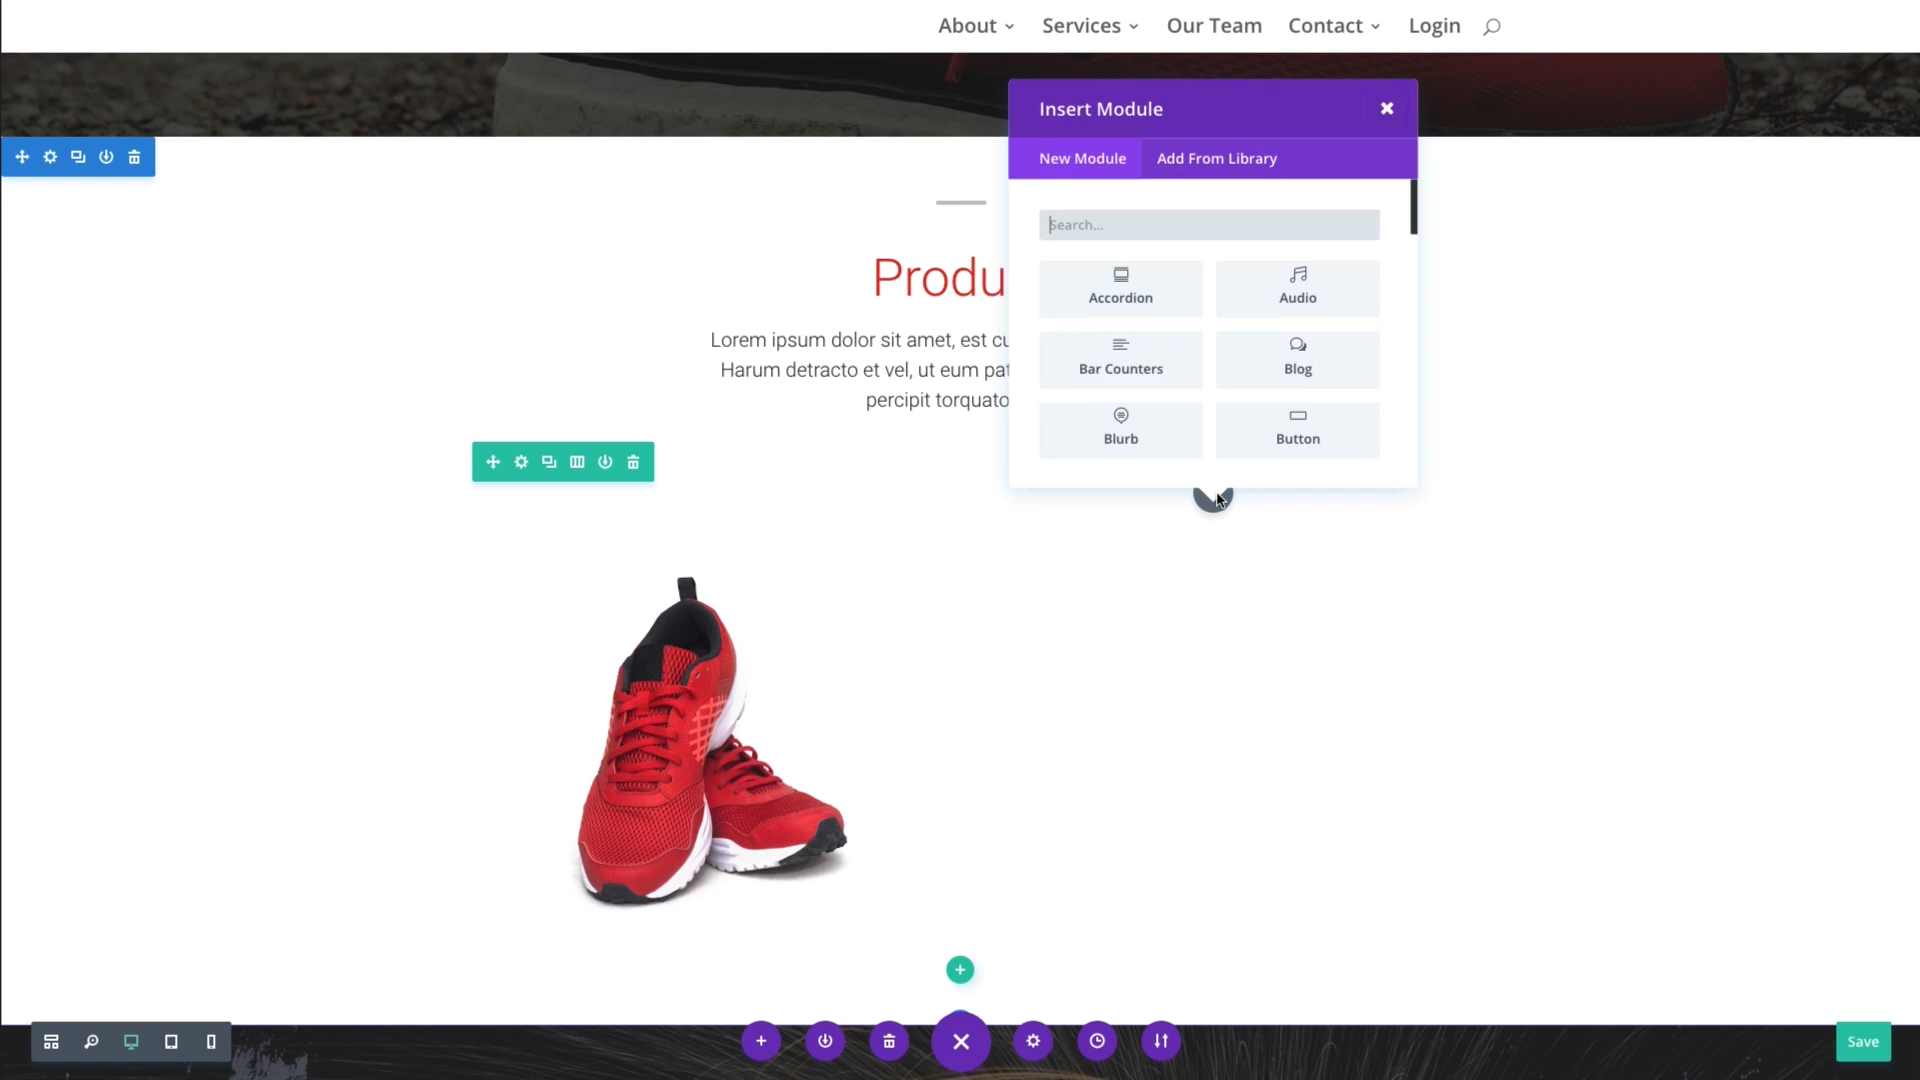 About Services Our Team Contact Login
Insert Module
New Module Add From Library
Search...
Accordion Audio
Bar Counters Blog
Blurb Button
Produ
Lorem ipsum dolor sit amet, est cu
Harum detracto et vel, ut eum pat
percipit torquato
Save